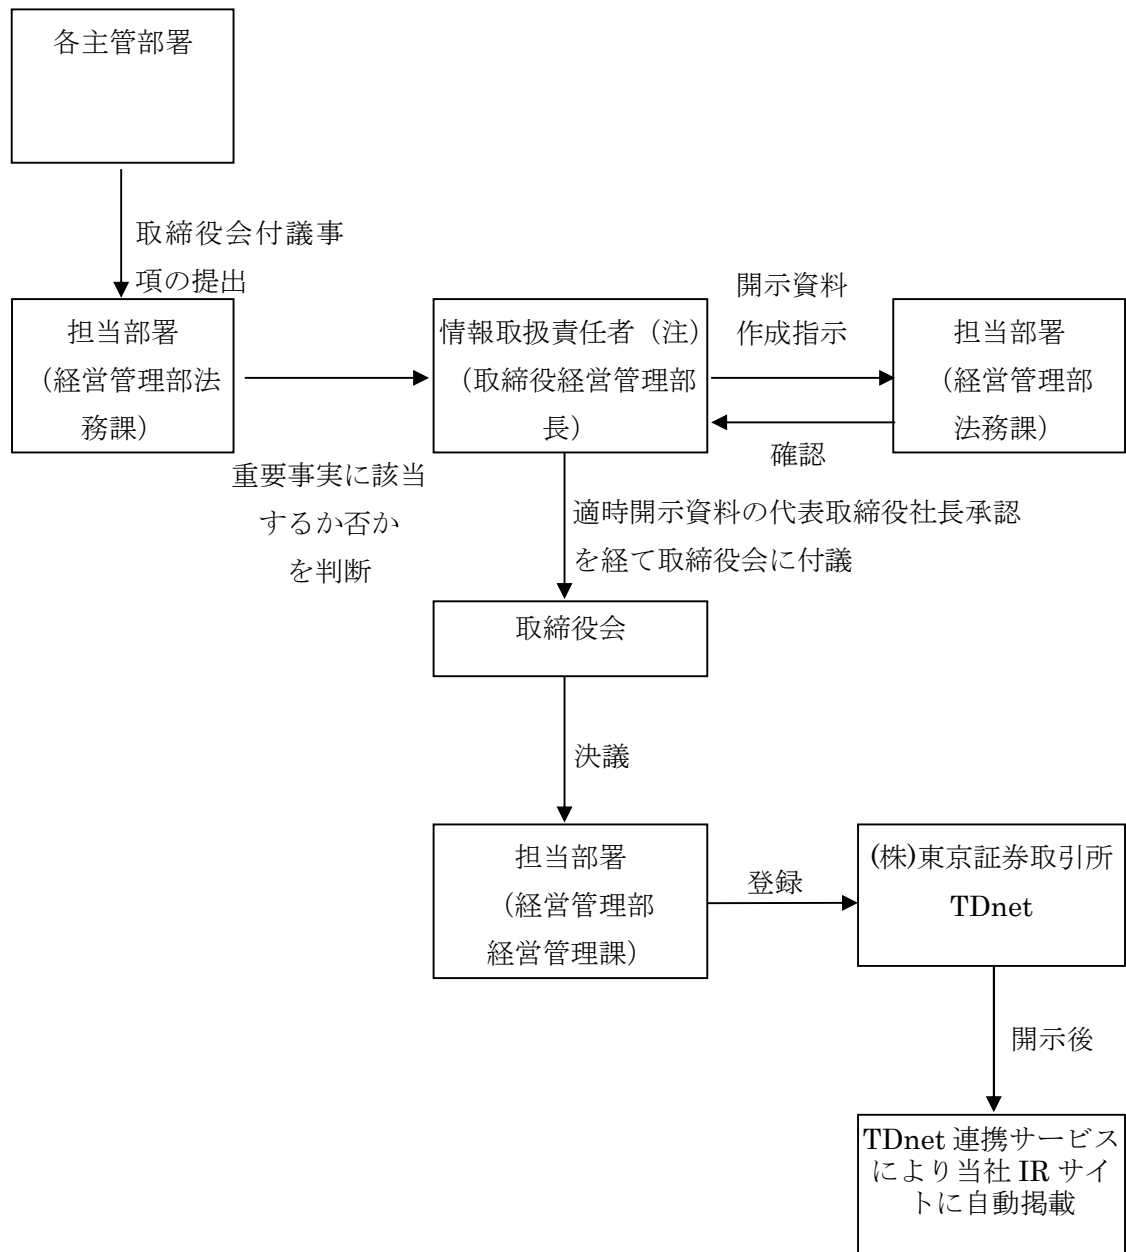 各主管部署
取締役会付議事
項の提出
担当部署
（経営管理部法
務課）
重要事実に該当
するか否か
を判断
情報取扱責任者（注）
（取締役経営管理部
長）
開示資料
作成指示
確認
担当部署
（経営管理部
法務課）
適時開示資料の代表取締役社長承認
を経て取締役会に付議
取締役会
決議
担当部署
（経営管理部
経営管理課）
登録
(株)東京証券取引所
TDnet
開示後
TDnet 連携サービス
により当社 IR サイ
トに自動掲載